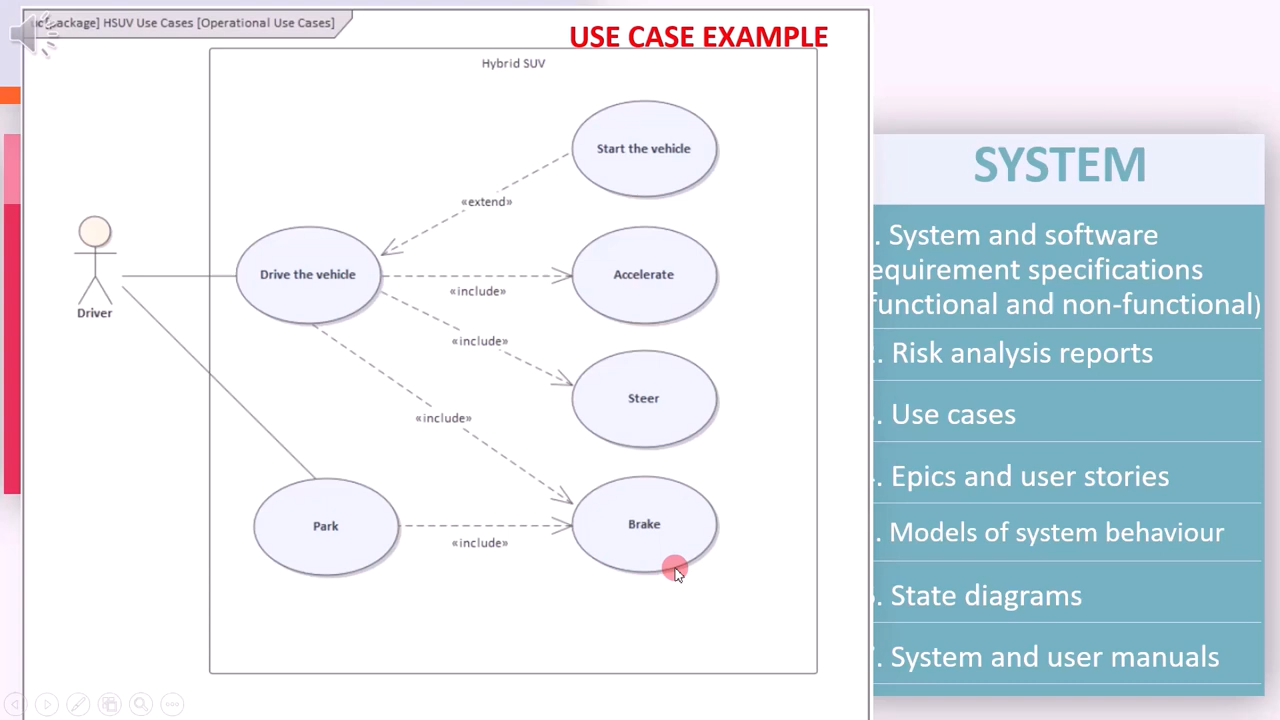 [package] HSUV Use Cases [Operational Use Cases]
USE CASE EXAMPLE
Hybrid SUV
Start the vehicle
«extend»
Drive the vehicle
Accelerate
«include»
Driver
«include»
Steer
«include»
Park
Brake
«include»
SYSTEM
. System and software
equirement specifications
functional and non-functional)
. Risk analysis reports
. Use cases
. Epics and user stories
. Models of system behaviour
. State diagrams
. System and user manuals